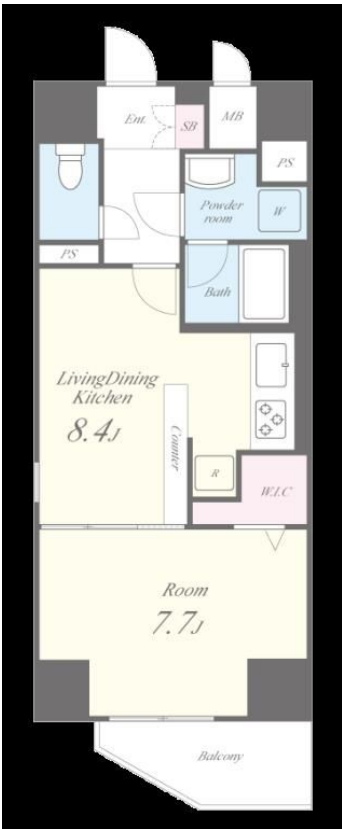 Ent.
SB
MB
PS
Powder
room
W
PS
Bath
LivingDining
Kitchen
8.4J
Counter
R
W.I.C
Room
7.7J
Balcony